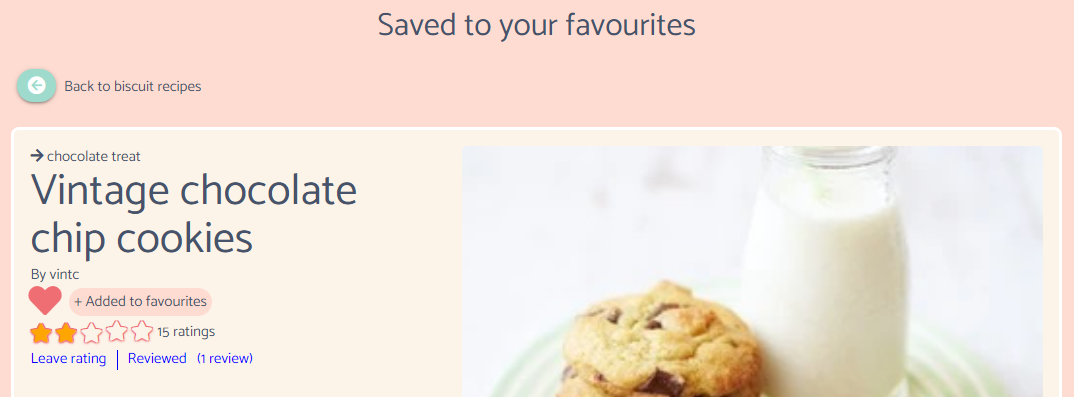 Saved to your favourites
Back to biscuit recipes
chocolate treat
Vintage chocolate
chip cookies
By vintc
+ Added to favourites
15 ratings
Leave rating | Reviewed (1 review)